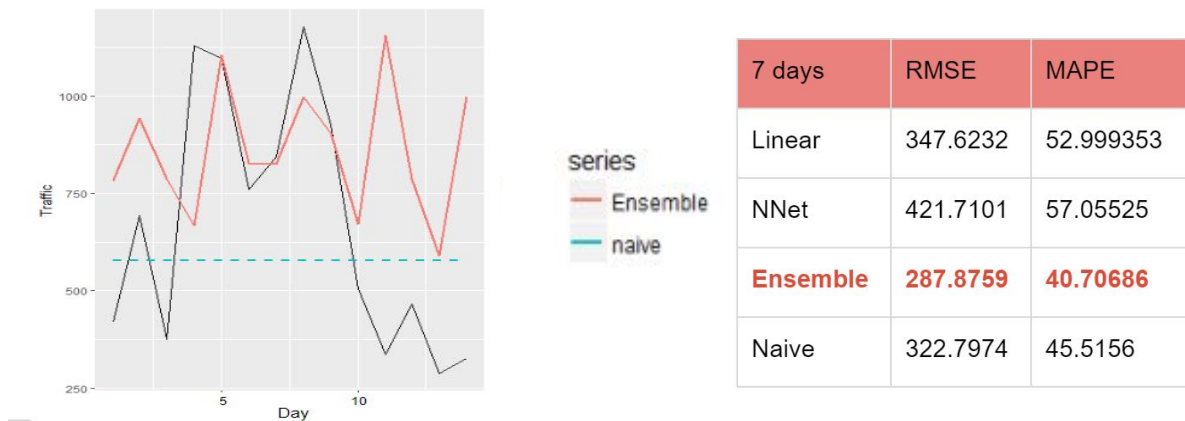 1000
750
500
250
Traffic
5 10
Day
series
Ensemble
naive
7 days RMSE MAPE
Linear 347.6232 52.999353
NNet 421.7101 57.05525
Ensemble 287.8759 40.70686
Naive 322.7974 45.5156